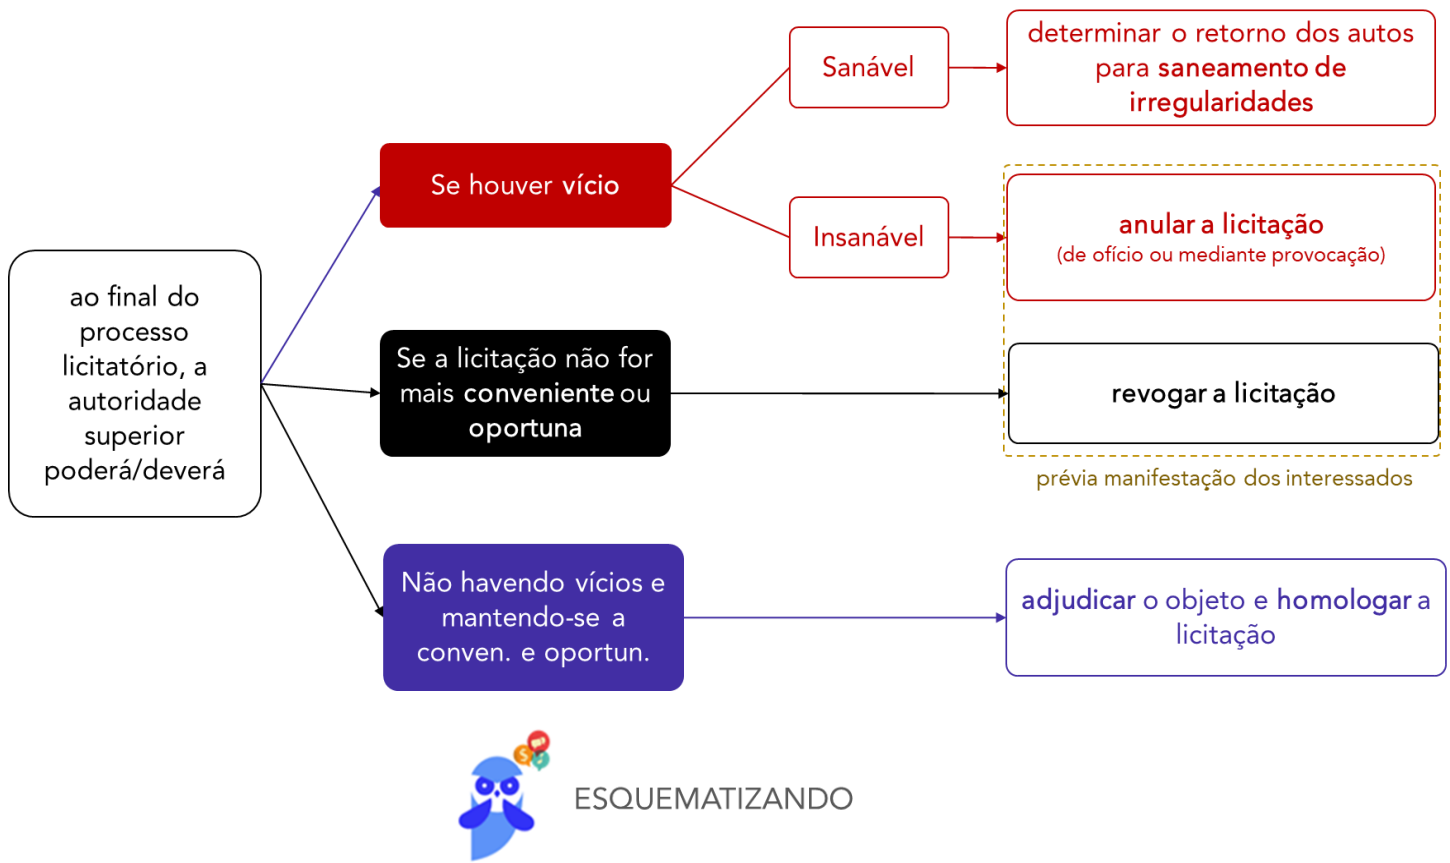 ao final do
processo
licitatório, a
autoridade
superior
poderá/deverá
Se houver vício
Sanável
determinar o retorno dos autos
para saneamento de
irregularidades
Insanável
anular a licitação
(de ofício ou mediante provocação)
Se a licitação não for
mais conveniente ou
oportuna
revogar a licitação
prévia manifestação dos interessados
Não havendo vícios e
mantendo-se a
conven. e oportun.
adjudicar o objeto e homologar a
licitação
ESQUEMATIZANDO